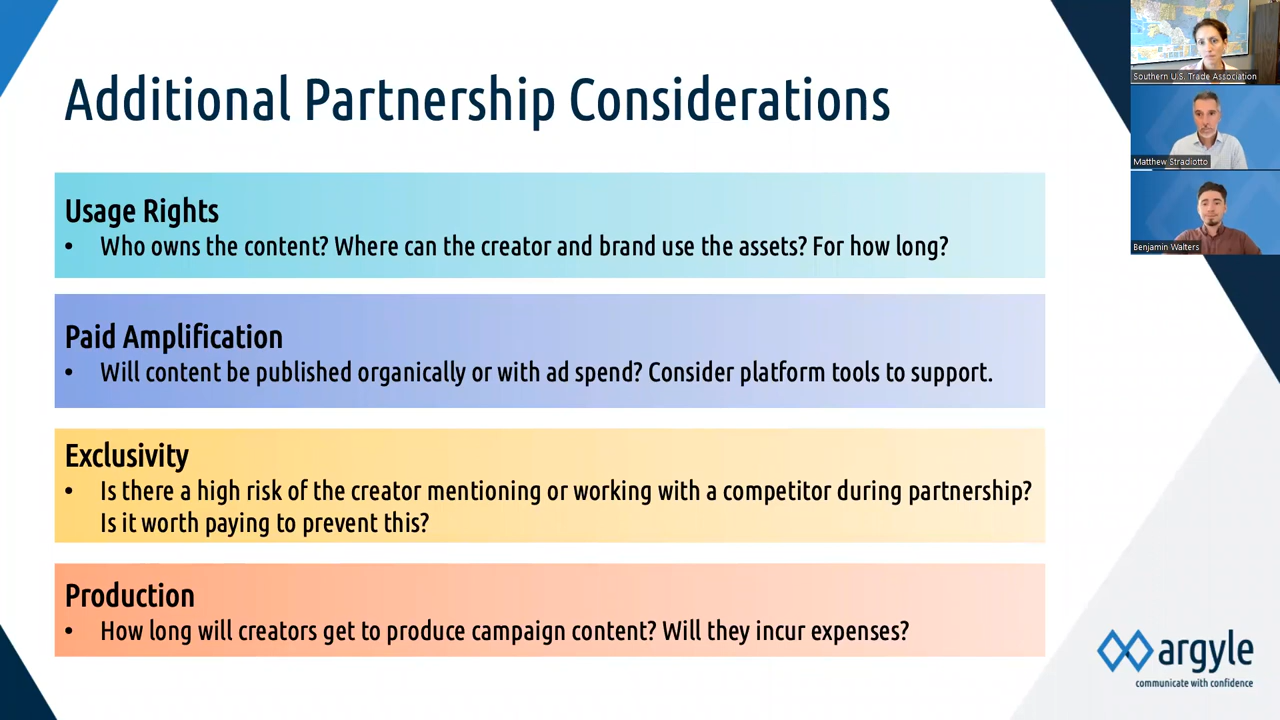 Additional Partnership Considerations
Usage Rights
• Who owns the content? Where can the creator and brand use the assets? For how long?
Paid Amplification
• Will content be published organically or with ad spend? Consider platform tools to support.
Exclusivity
• Is there a high risk of the creator mentioning or working with a competitor during partnership?
Is it worth paying to prevent this?
Production
• How long will creators get to produce campaign content? Will they incur expenses?
Southern U.S. Trade Association
Matthew Stradiotto
Benjamin Walters
argyle
communicate with confidence